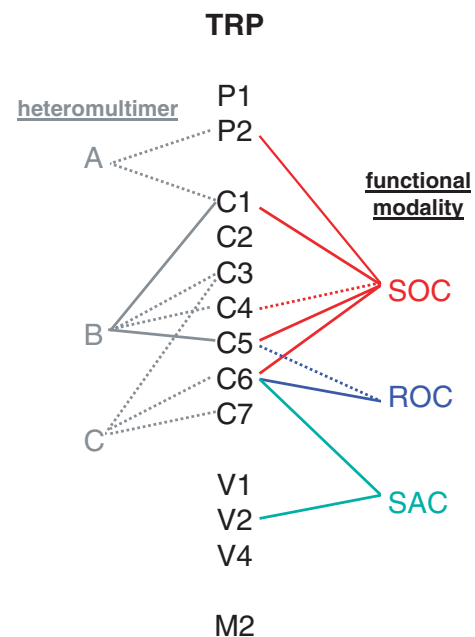 TRP
heteromultimer
A
B
C
P1
P2
C1
C2
C3
C4
C5
C6
C7
V1
V2
V4
M2
functional
modality
SOC
ROC
SAC